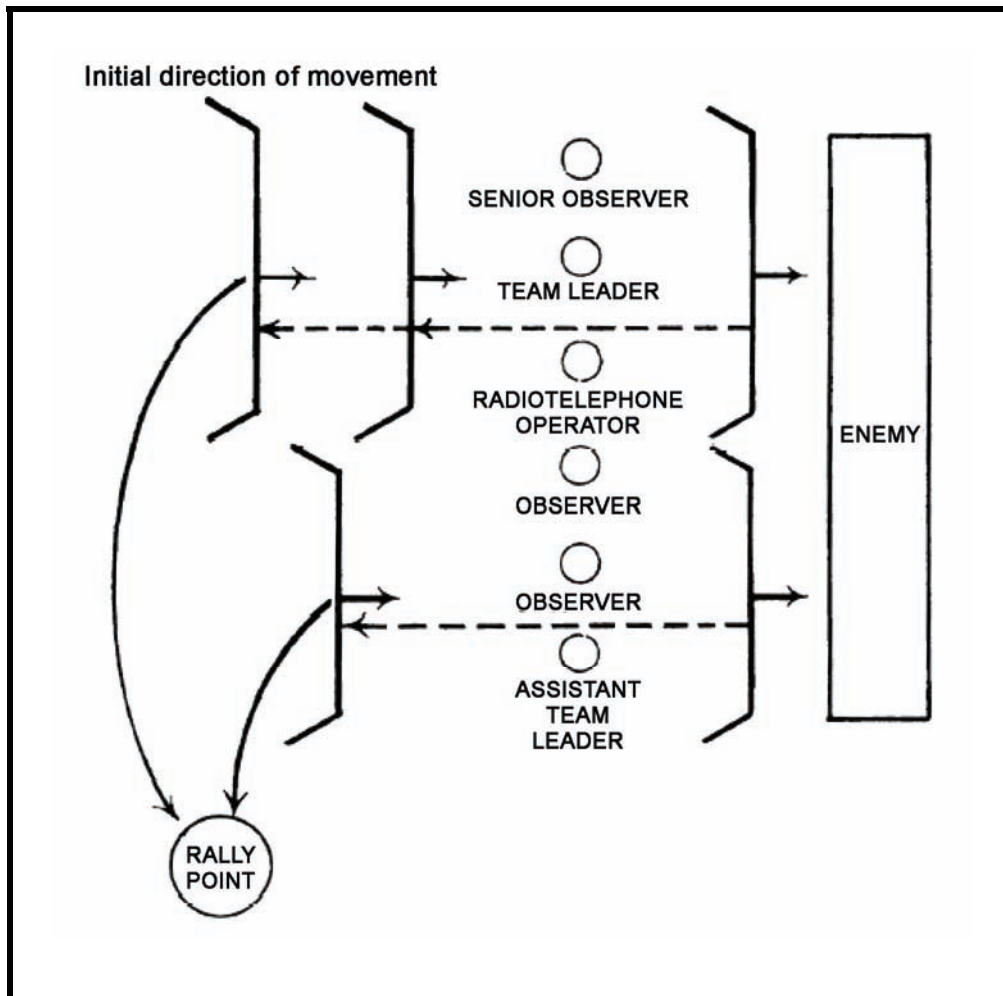 Initial direction of movement
SENIOR OBSERVER
TEAM LEADER
RADIOTELEPHONE
OPERATOR
ENEMY
OBSERVER
OBSERVER
ASSISTANT
TEAM
LEADER
RALLY
POINT